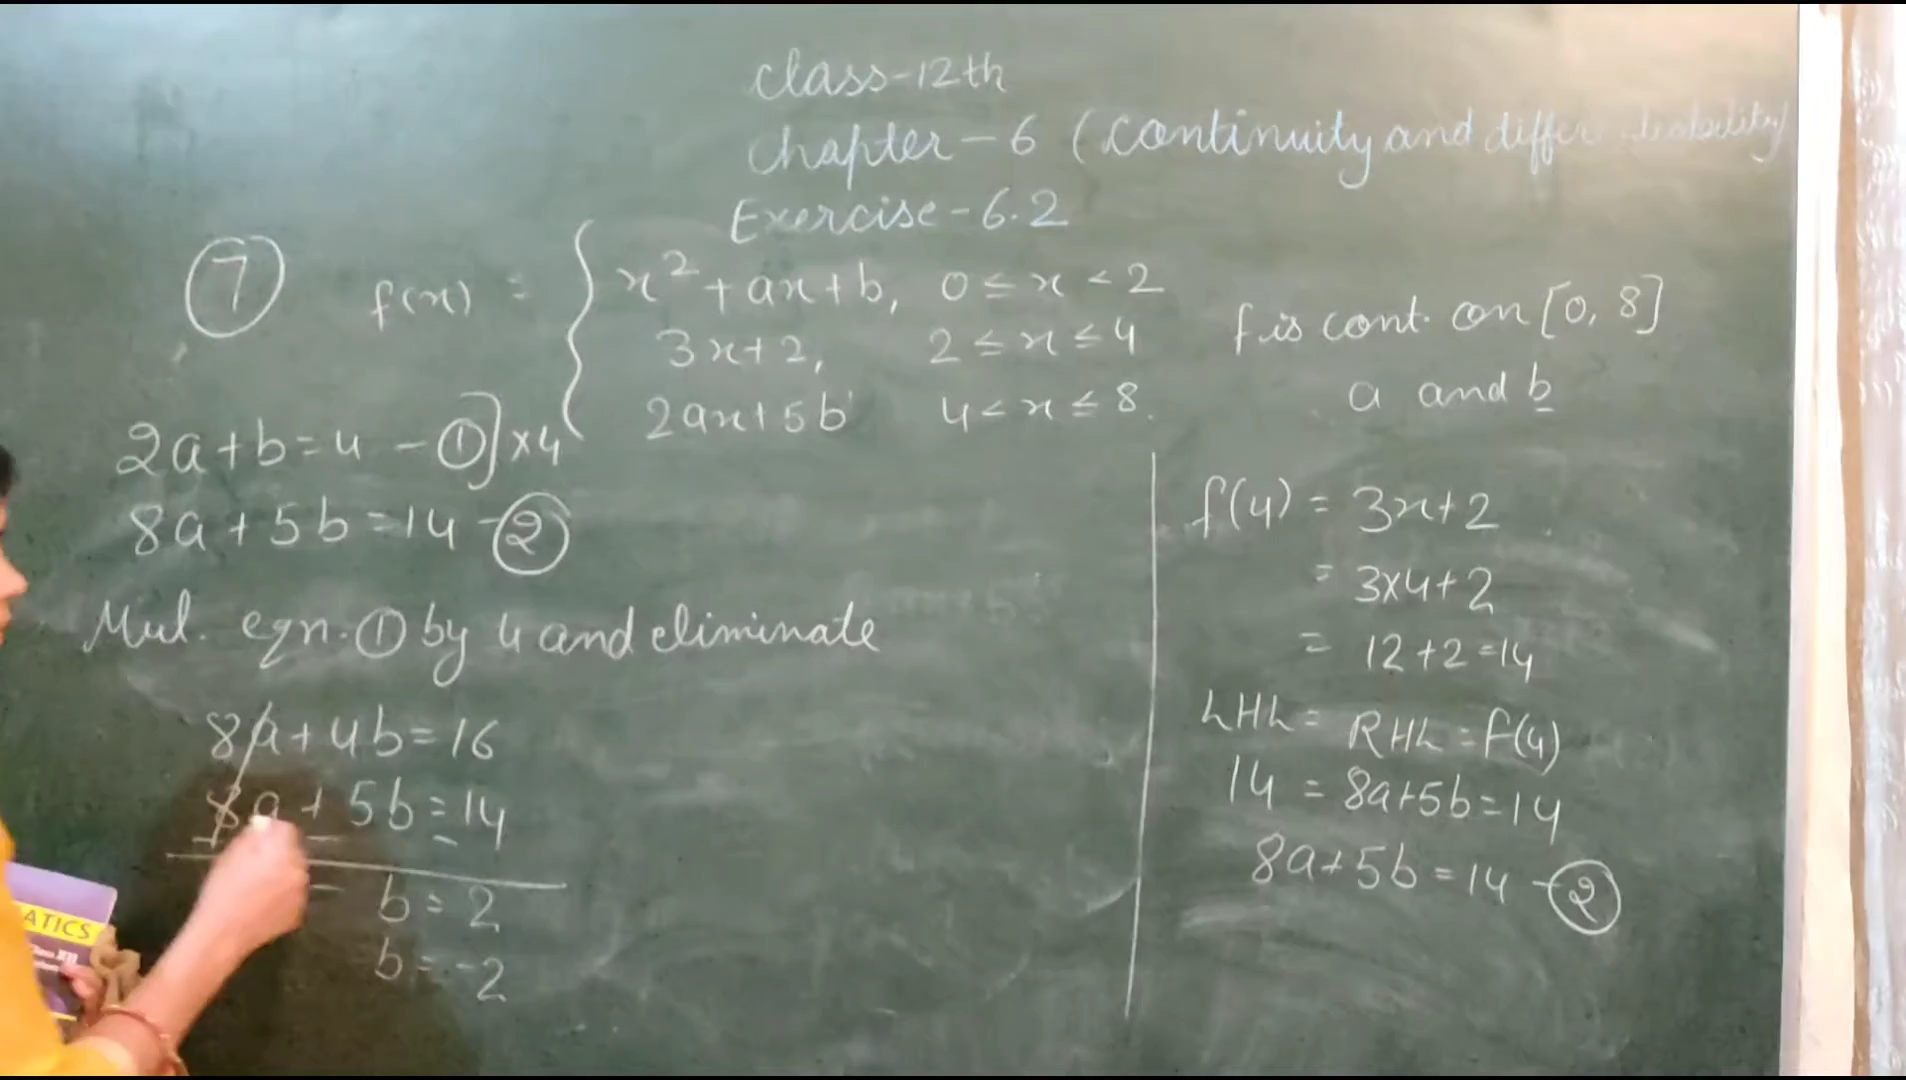 class-12th
Chapter-6 (Continuity and differentiability)
Exercise-6.2
7 f(x) = { x² + ax + b, 0 ≤ x < 2
3x + 2, 2 ≤ x ≤ 4
2ax + 5b 4 < x ≤ 8.
f is cont. on [0, 8]
a and b
2a + b = 4 - ①] × 4
8a + 5b = 14 - ②
Mul. eqn. ① by 4 and eliminate
8a + 4b = 16
8a + 5b = 14
- - -
- b = 2
b = -2
f(4) = 3x + 2
= 3×4 + 2
= 12 + 2 = 14
LHL = RHL = f(4)
14 = 8a + 5b = 14
8a + 5b = 14 - ②
ATICS